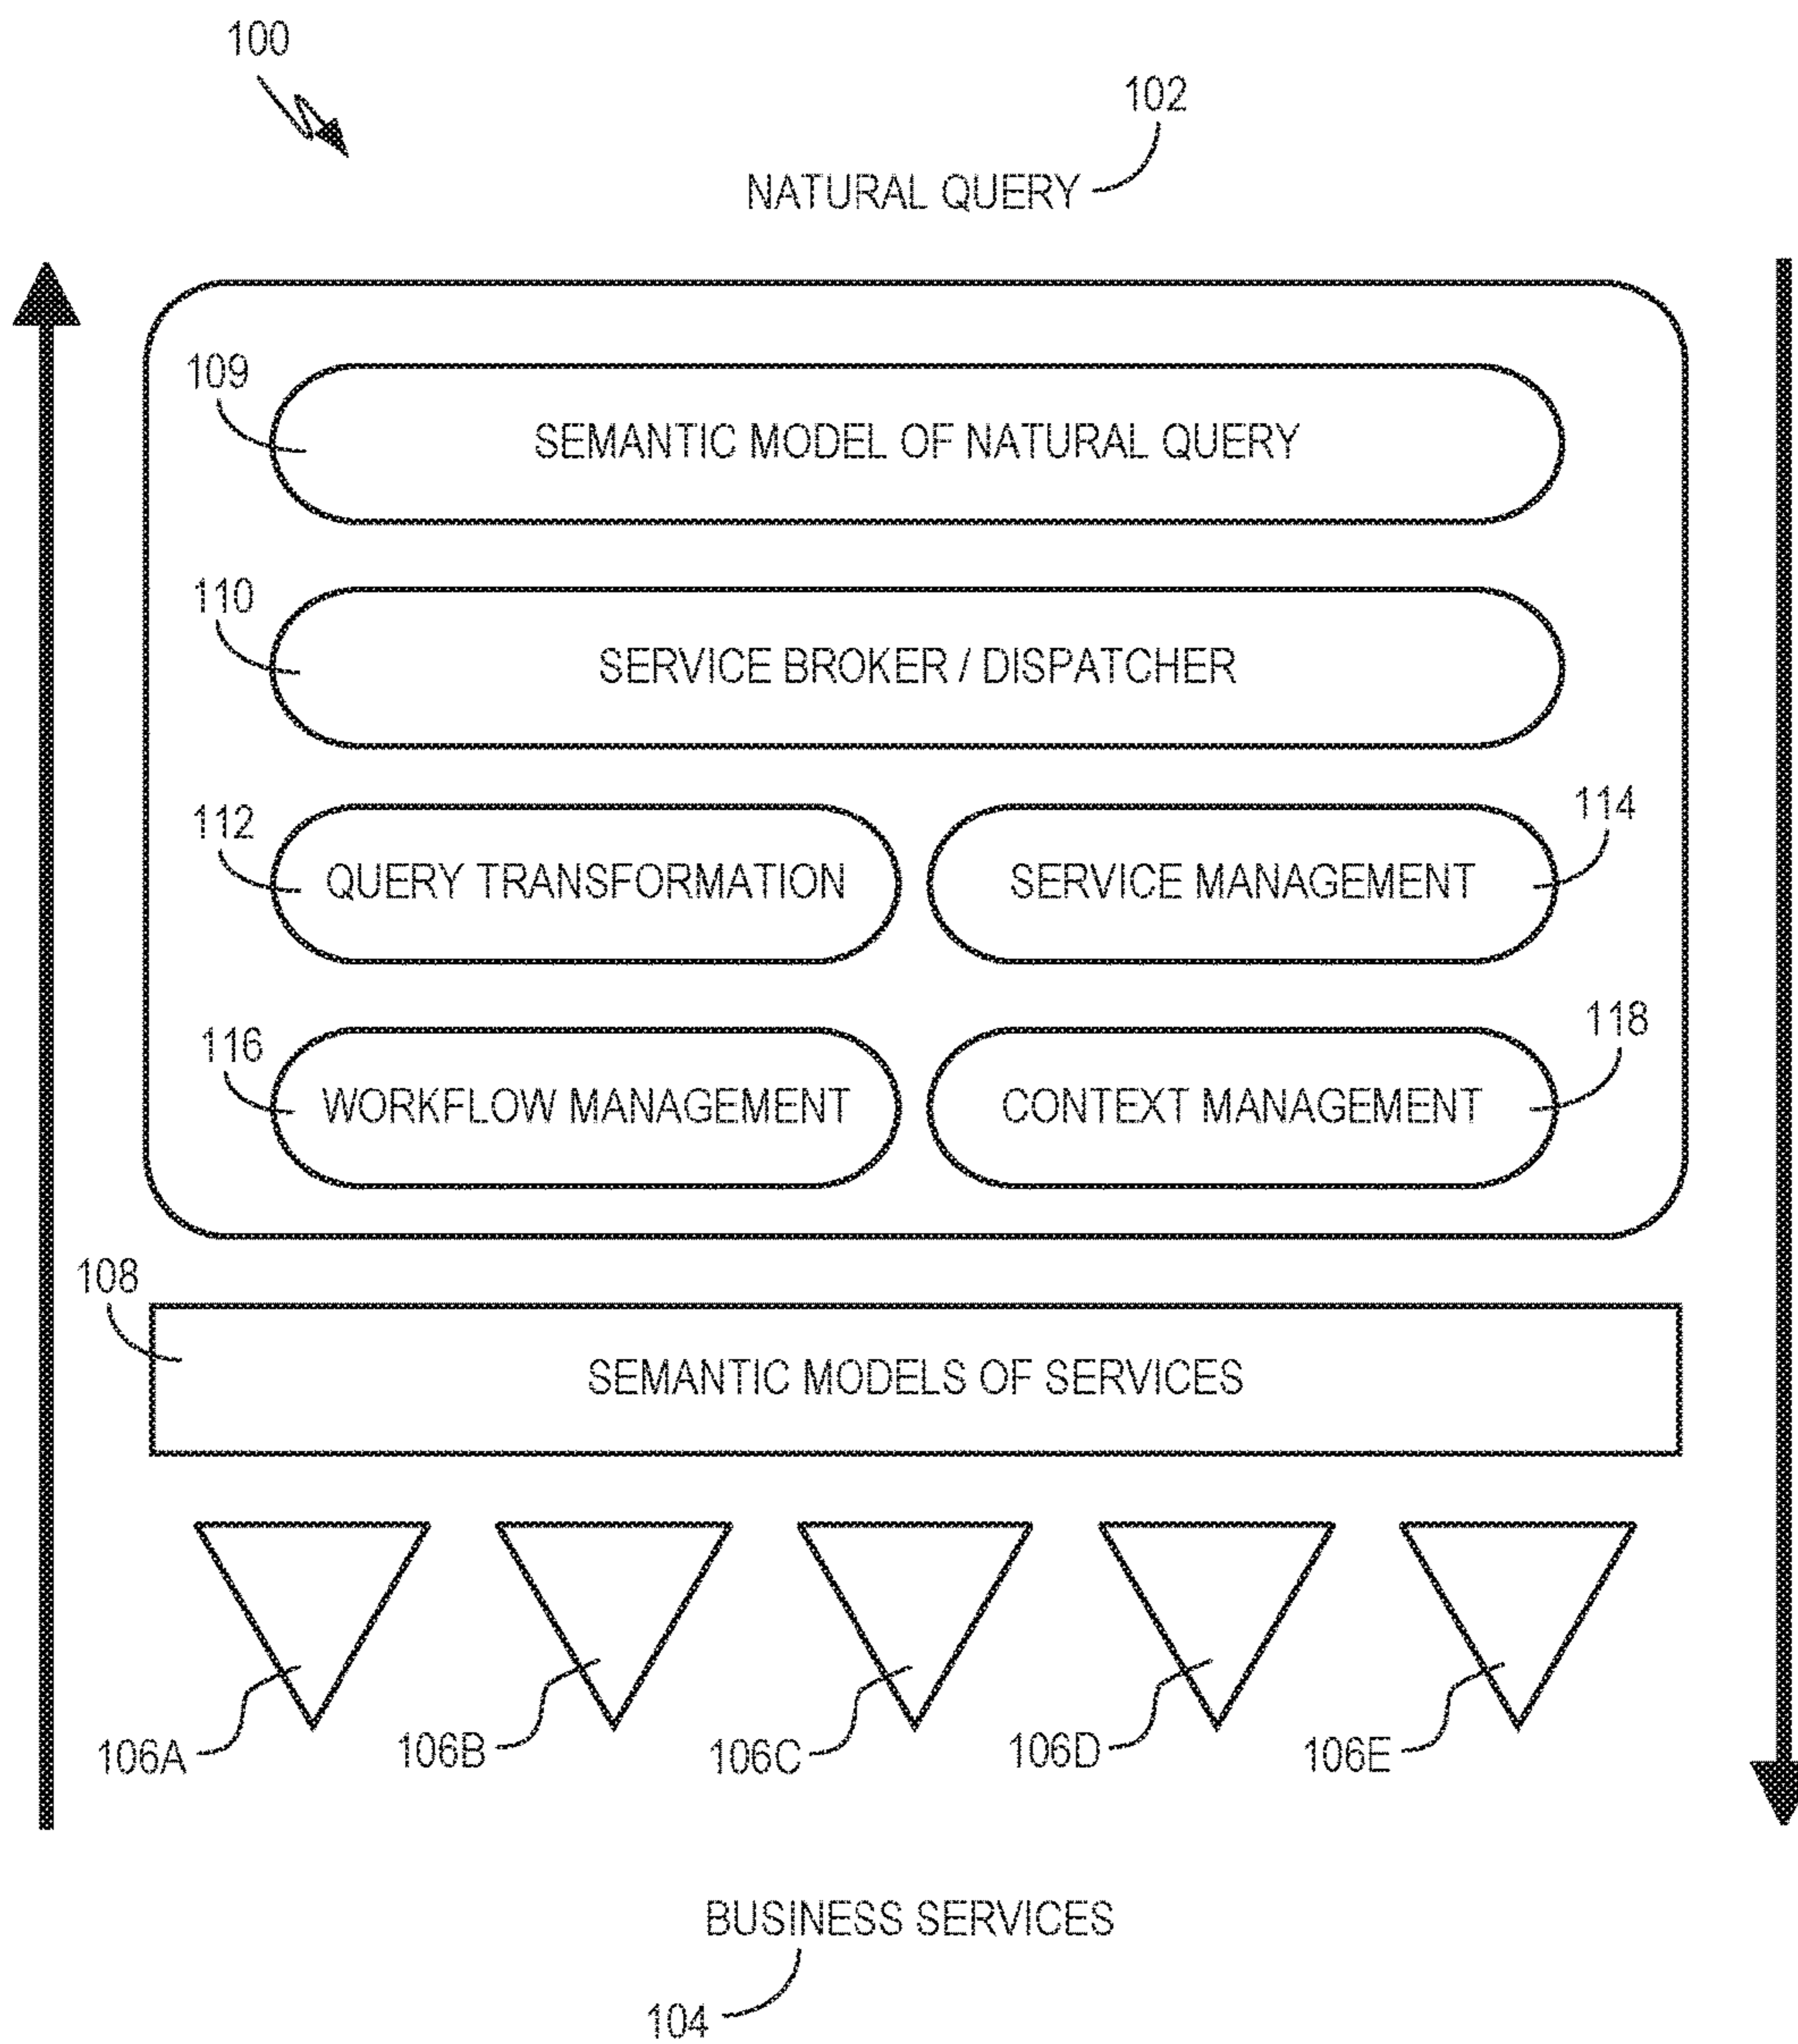 100
102
NATURAL QUERY
109
SEMANTIC MODEL OF NATURAL QUERY
110
SERVICE BROKER / DISPATCHER
112
QUERY TRANSFORMATION
SERVICE MANAGEMENT
114
116
WORKFLOW MANAGEMENT
CONTEXT MANAGEMENT
118
108
SEMANTIC MODELS OF SERVICES
106A
106B
106C
106D
106E
BUSINESS SERVICES
104